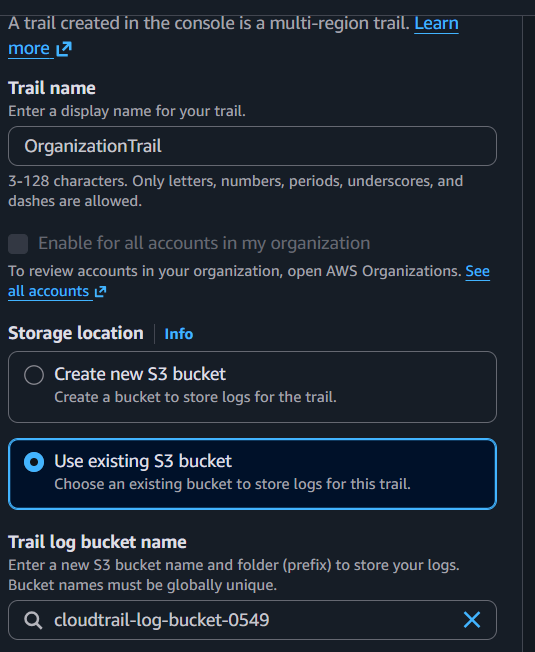 A trail created in the console is a multi-region trail. Learn
more
Trail name
Enter a display name for your trail.
OrganizationTrail
3-128 characters. Only letters, numbers, periods, underscores, and
dashes are allowed.
Enable for all accounts in my organization
To review accounts in your organization, open AWS Organizations. See
all accounts
Storage location Info
Create new S3 bucket
Create a bucket to store logs for the trail.
Use existing S3 bucket
Choose an existing bucket to store logs for this trail.
Trail log bucket name
Enter a new S3 bucket name and folder (prefix) to store your logs.
Bucket names must be globally unique.
cloudtrail-log-bucket-0549